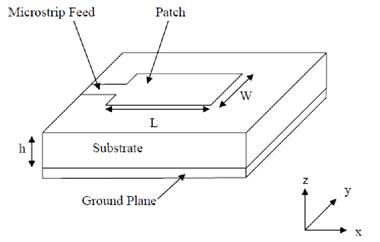 Microstrip Feed
Patch
W
L
h
Substrate
Ground Plane
z
y
x